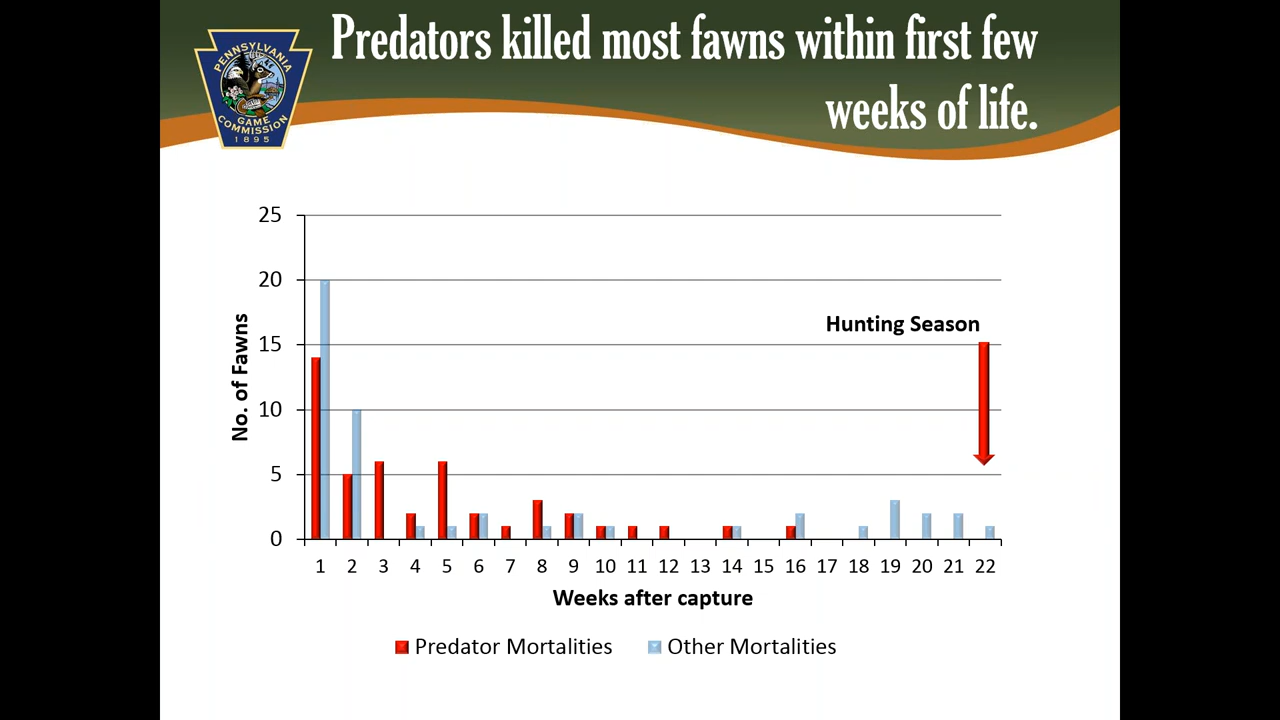 Predators killed most fawns within first few
weeks of life.
PENNSYLVANIA
GAME
COMMISSION
1895
25
20
15
10
5
0
No. of Fawns
Hunting Season
1 2 3 4 5 6 7 8 9 10 11 12 13 14 15 16 17 18 19 20 21 22
Weeks after capture
Predator Mortalities Other Mortalities